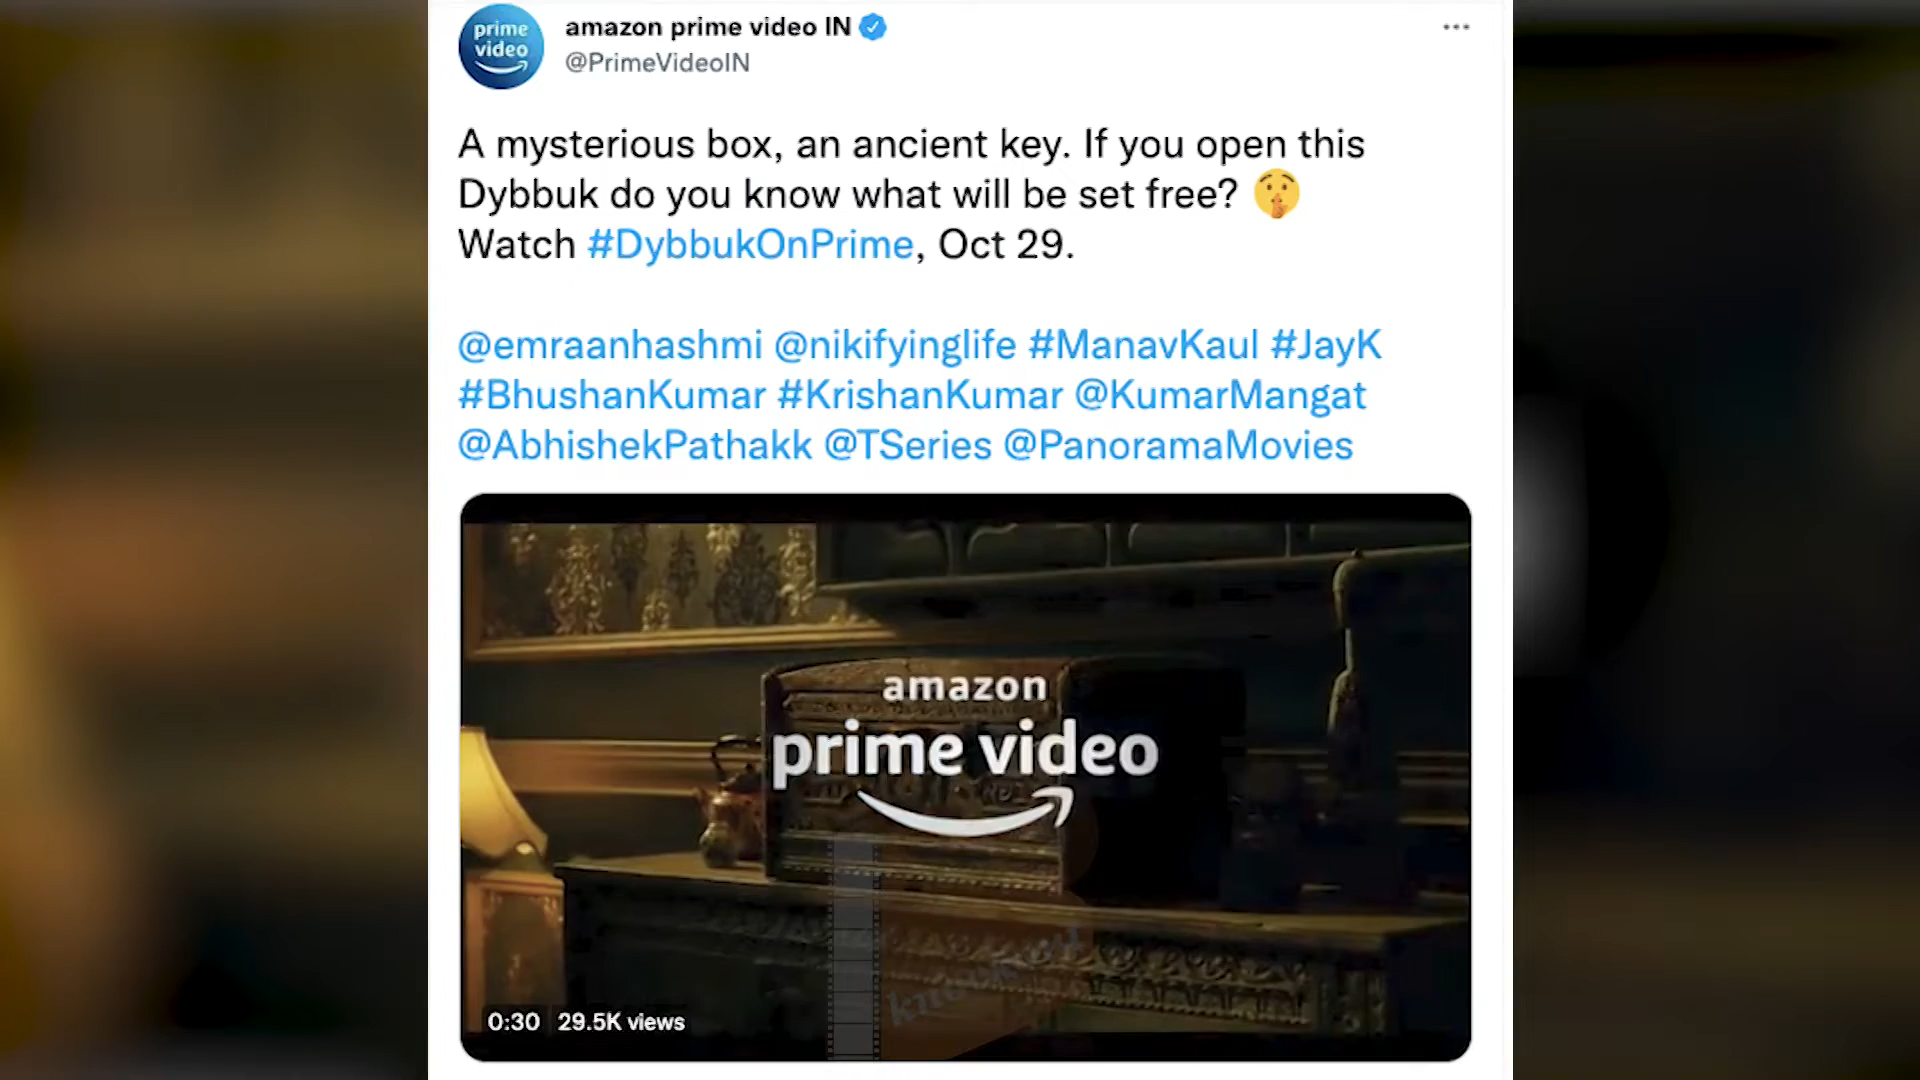 prime
video
amazon prime video IN
@PrimeVideoIN
A mysterious box, an ancient key. If you open this
Dybbuk do you know what will be set free? 🤫
Watch #DybbukOnPrime, Oct 29.
@emraanhashmi @nikifyinglife #ManavKaul #JayK
#BhushanKumar #KrishanKumar @KumarMangat
@AbhishekPathakk @TSeries @PanoramaMovies
amazon
prime video
0:30 29.5K views